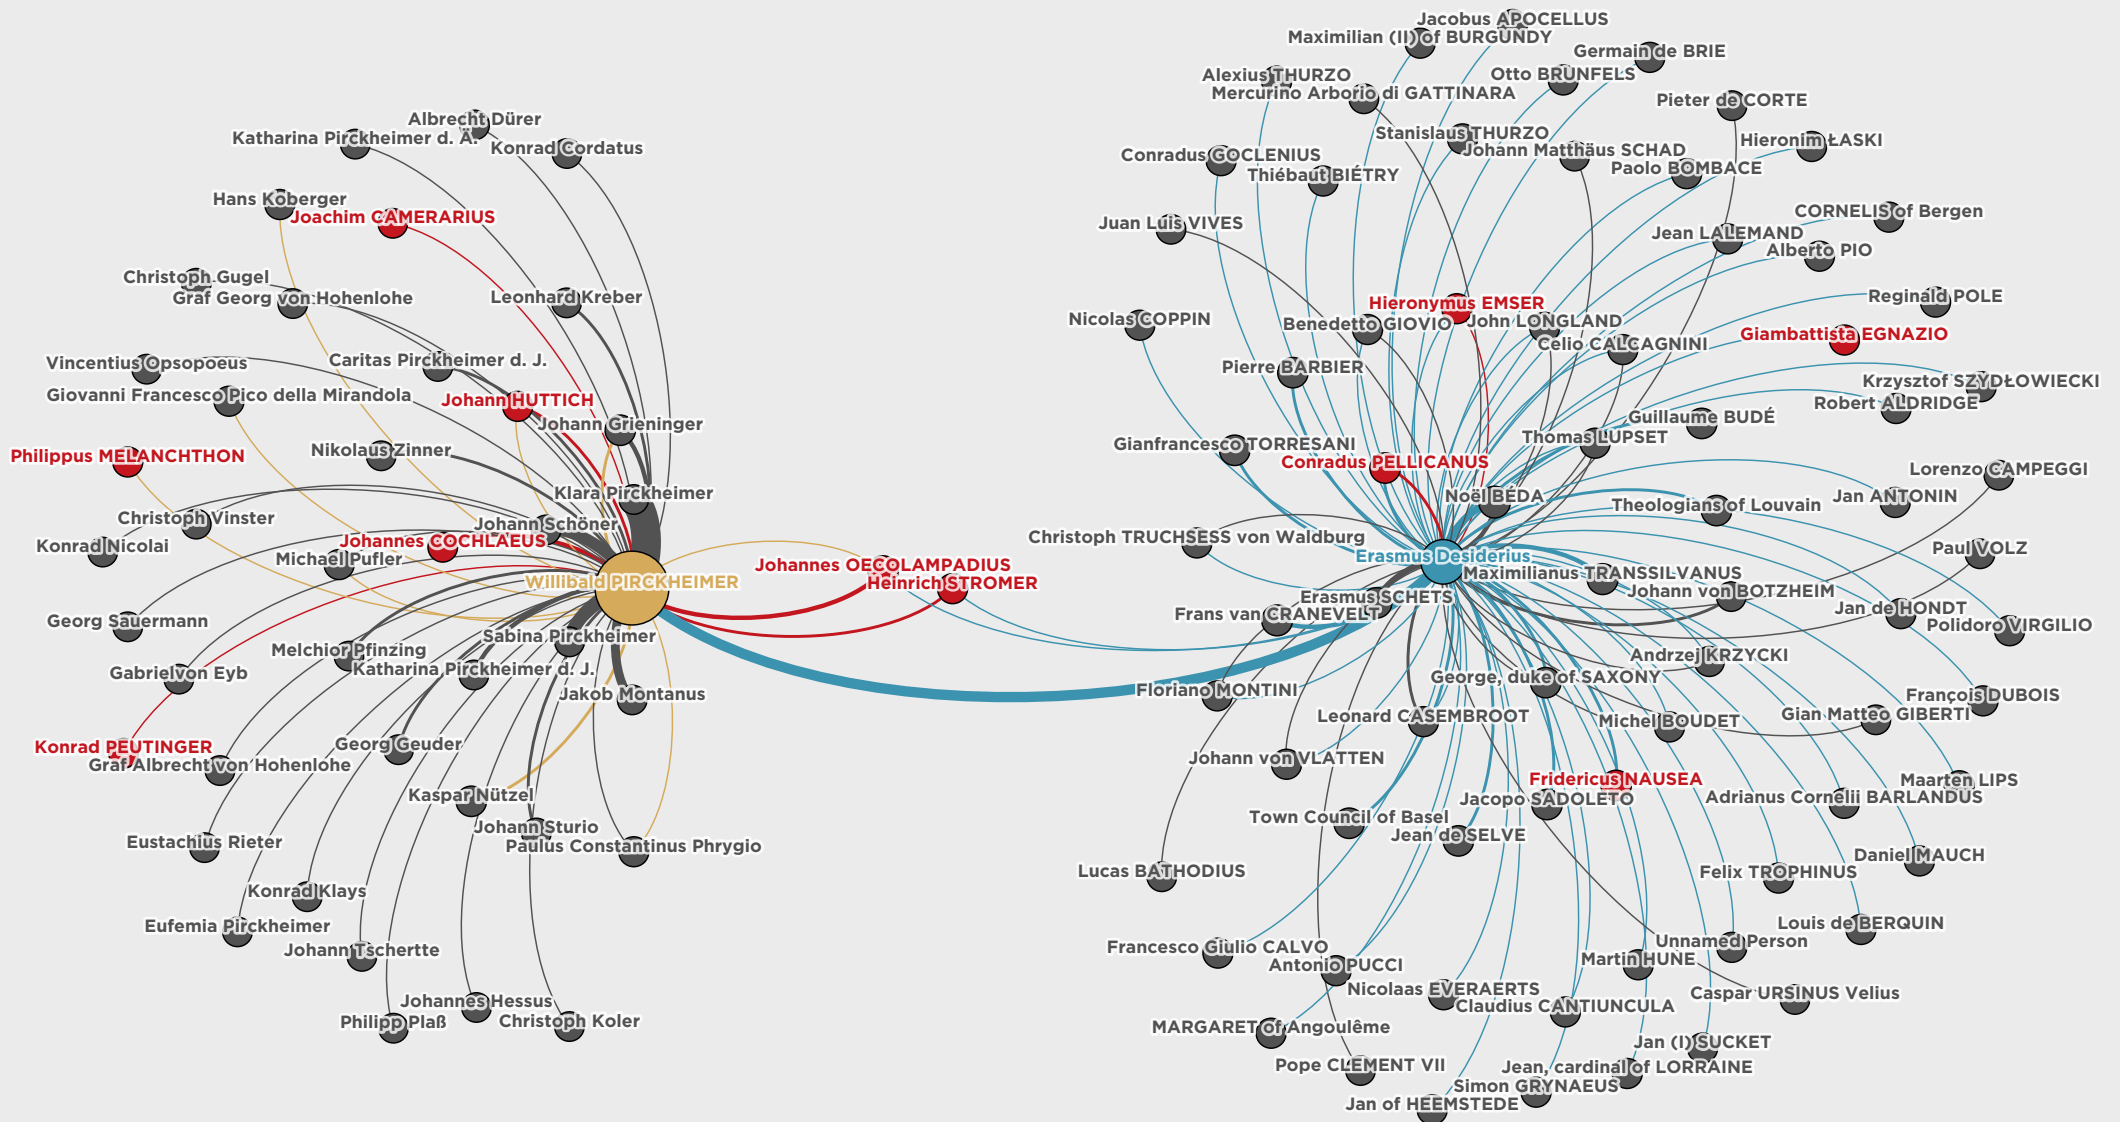 Jacobus APOCELLUS
Maximilian (II) of BURGUNDY
Germain de BRIE
Alexius THURZO
Otto BRUNFELS
Mercurino Arborio di GATTINARA
Pieter de CORTE
Albrecht Dürer
Katharina Pirckheimer d. Ä.
Konrad Cordatus
Stanislaus THURZO
Hieronim ŁASKI
Johann Matthäus SCHAD
Conradus GOCLENIUS
Paolo BOMBACE
Thiébaut BIÉTRY
Hans Koberger
Joachim CAMERARIUS
CORNELIS of Bergen
Juan Luis VIVES
Jean LALEMAND
Alberto PIO
Christoph Gugel
Graf Georg von Hohenlohe
Leonhard Kreber
Reginald POLE
Hieronymus EMSER
Nicolas COPPIN
Benedetto GIOVIO
John LONGLAND
Giambattista EGNAZIO
Celio CALCAGNINI
Vincentius Opsopoeus
Caritas Pirckheimer d. J.
Pierre BARBIER
Krzysztof SZYDŁOWIECKI
Giovanni Francesco Pico della Mirandola
Johann HUTTICH
Robert ALDRIDGE
Guillaume BUDÉ
Johann Grieninger
Thomas LUPSET
Gianfrancesco TORRESANI
Nikolaus Zinner
Philippus MELANCHTHON
Conradus PELLICANUS
Lorenzo CAMPEGGI
Klara Pirckheimer
Noël BÉDA
Jan ANTONIN
Theologians of Louvain
Christoph Vinster
Johann Schöner
Christoph TRUCHSESS von Waldburg
Johannes COCHLAEUS
Konrad Nicolai
Paul VOLZ
Michael Pufler
Erasmus Desiderius
Johannes OECOLAMPADIUS
Maximilianus TRANSSILVANUS
Willibald PIRCKHEIMER
Heinrich STROMER
Johann von BOTZHEIM
Erasmus SCHETS
Jan de HONDT
Frans van CRANEVELT
Georg Sauermann
Polidoro VIRGILIO
Sabina Pirckheimer
Melchior Pfinzing
Andrzej KRZYCKI
Katharina Pirckheimer d. J.
Gabriel von Eyb
George, duke of SAXONY
Floriano MONTINI
Jakob Montanus
François DUBOIS
Leonard CASEMBROOT
Gian Matteo GIBERTI
Michel BOUDET
Konrad PEUTINGER
Georg Geuder
Johann von VLATTEN
Graf Albrecht von Hohenlohe
Fridericus NAUSEA
Maarten LIPS
Kaspar Nützel
Jacopo SADOLETO
Adrianus Cornelii BARLANDUS
Town Council of Basel
Johann Sturio
Jean de SELVE
Eustachius Rieter
Paulus Constantinus Phrygio
Daniel MAUCH
Lucas BATHODIUS
Felix TROPHINUS
Konrad Klays
Louis de BERQUIN
Eufemia Pirckheimer
Unnamed Person
Johann Tschertte
Francesco Giulio CALVO
Martin HUNE
Antonio PUCCI
Nicolaas EVERAERTS
Caspar URSINUS Velius
Johannes Hessus
Claudius CANTIUNCULA
Philipp Plaß
Christoph Koler
MARGARET of Angoulême
Jan (I) SUCKET
Pope CLEMENT VII
Jean, cardinal of LORRAINE
Simon GRYNAEUS
Jan of HEEMSTEDE